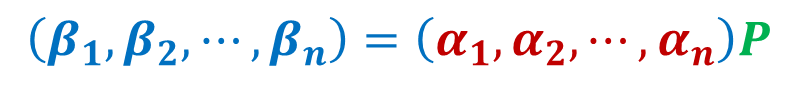 (β₁, β₂, ⋯, βₙ) = (α₁, α₂, ⋯, αₙ)P